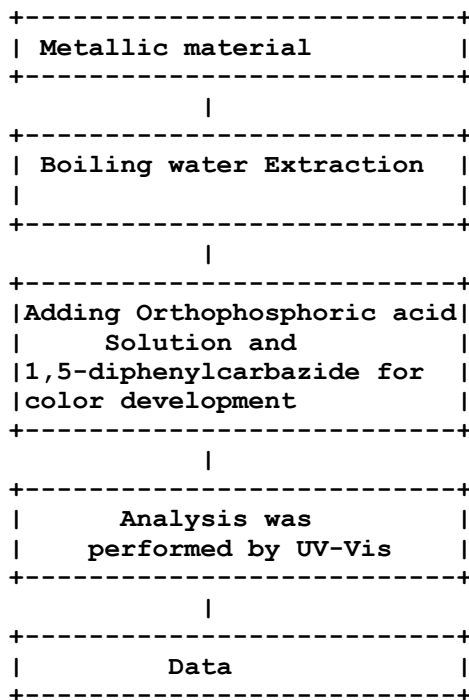 Metallic material
Boiling water Extraction
Adding Orthophosphoric acid
Solution and
1,5-diphenylcarbazide for
color development
Analysis was
performed by UV-Vis
Data